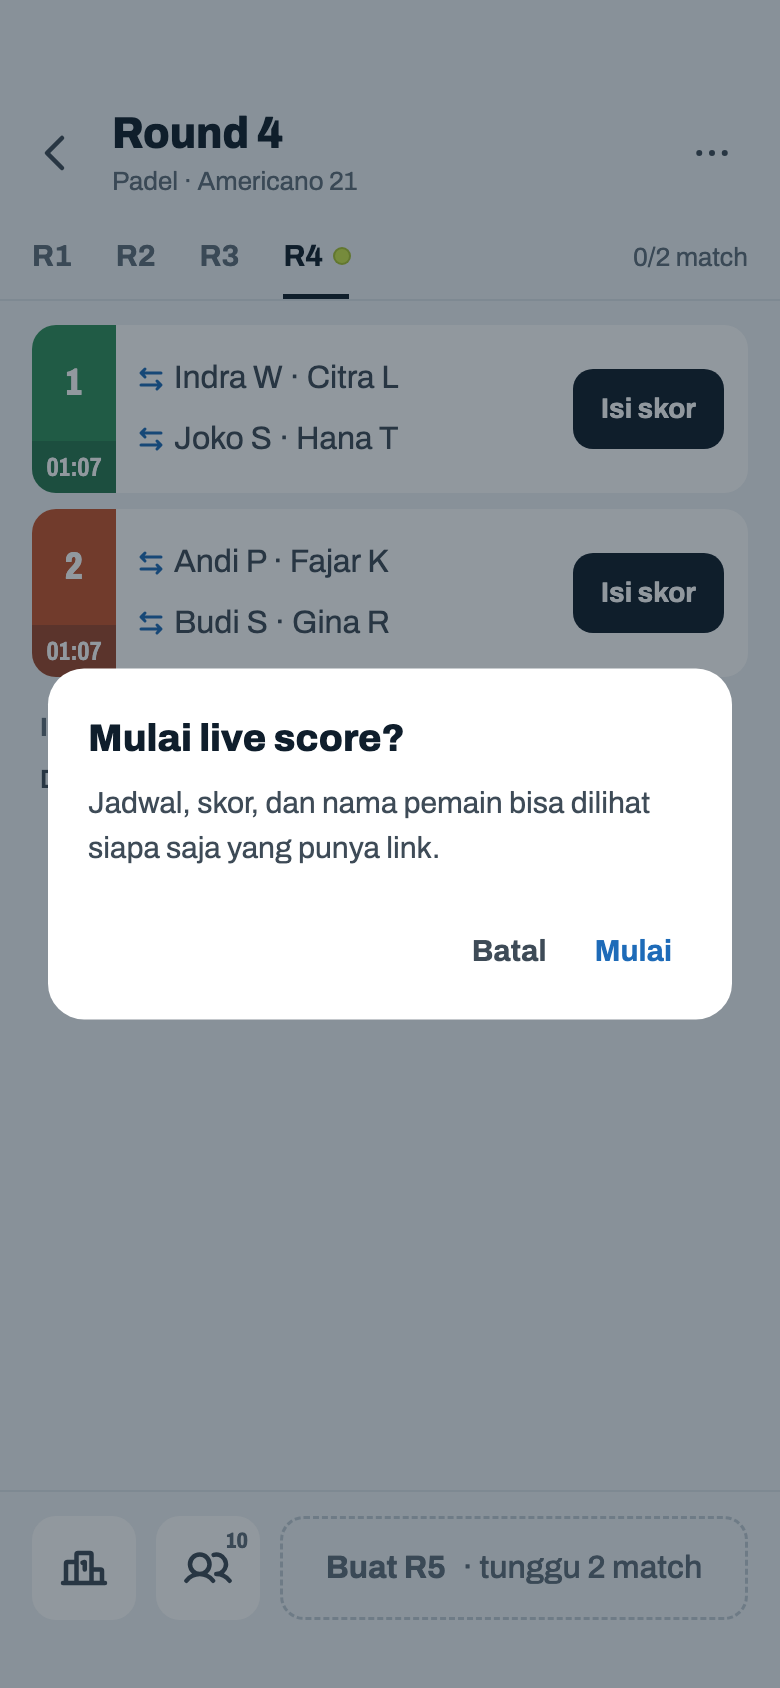 Round 4
Padel · Americano 21
R1 R2 R3 R4 0/2 match
1
01:07
Indra W · Citra L
Joko S · Hana T
Isi skor
2
01:07
Andi P · Fajar K
Budi S · Gina R
Isi skor
Mulai live score?
Jadwal, skor, dan nama pemain bisa dilihat
siapa saja yang punya link.
Batal Mulai
10
Buat R5 · tunggu 2 match